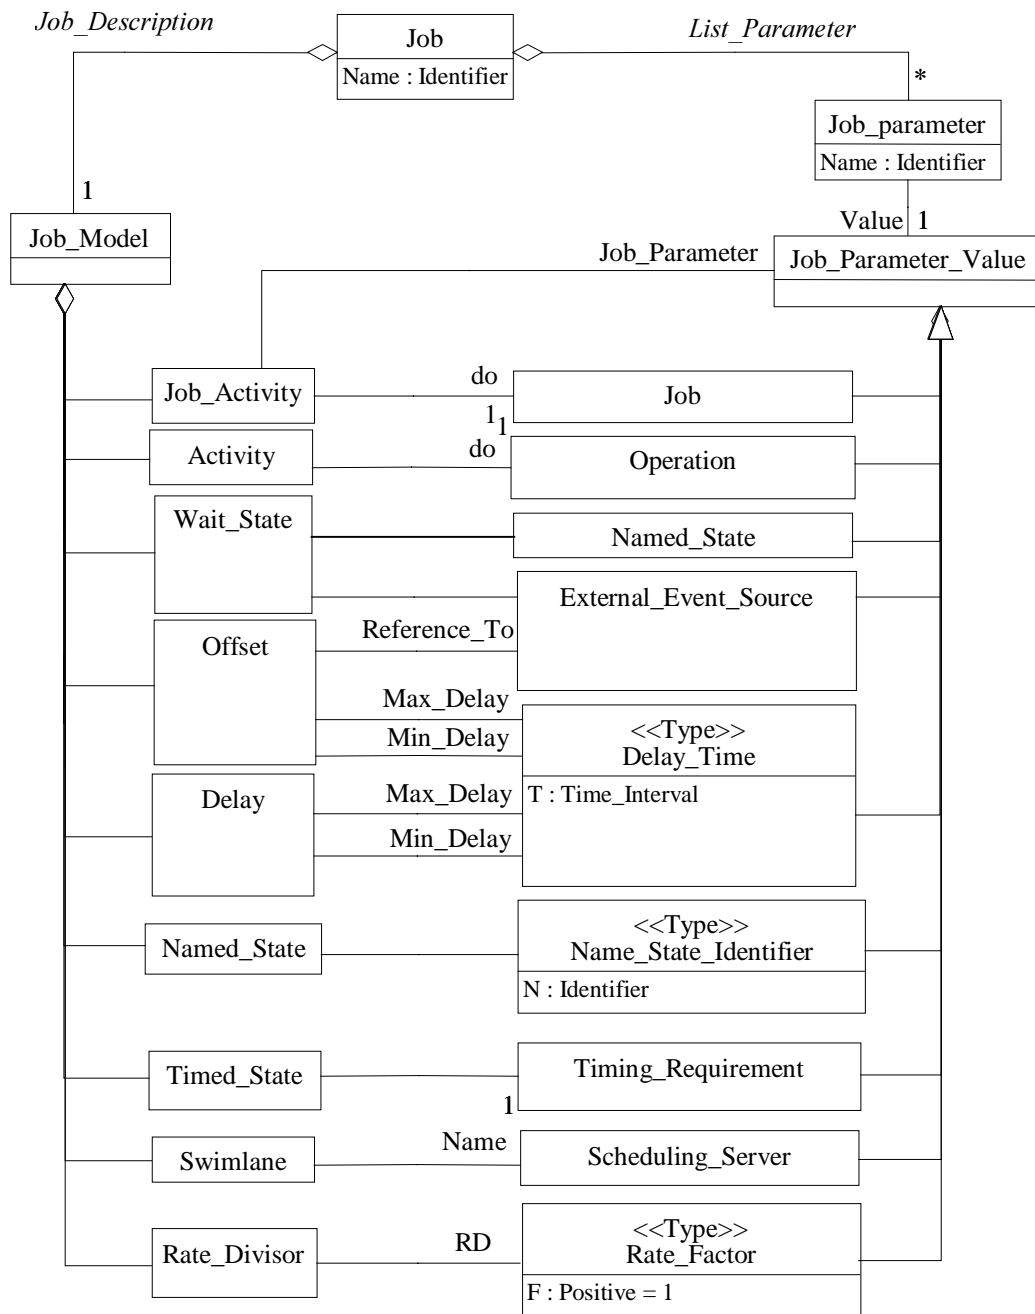 Job_Description
Job
List_Parameter
Name : Identifier
*
Job_parameter
Name : Identifier
1
Value 1
Job_Model
Job_Parameter
Job_Parameter_Value
Job_Activity
do
Job
1
1
Activity
do
Operation
Wait_State
Named_State
External_Event_Source
Offset
Reference_To
Max_Delay
Min_Delay
<<Type>>
Delay_Time
T : Time_Interval
Delay
Max_Delay
Min_Delay
Named_State
<<Type>>
Name_State_Identifier
N : Identifier
Timed_State
Timing_Requirement
1
Swimlane
Name
Scheduling_Server
Rate_Divisor
RD
<<Type>>
Rate_Factor
F : Positive = 1